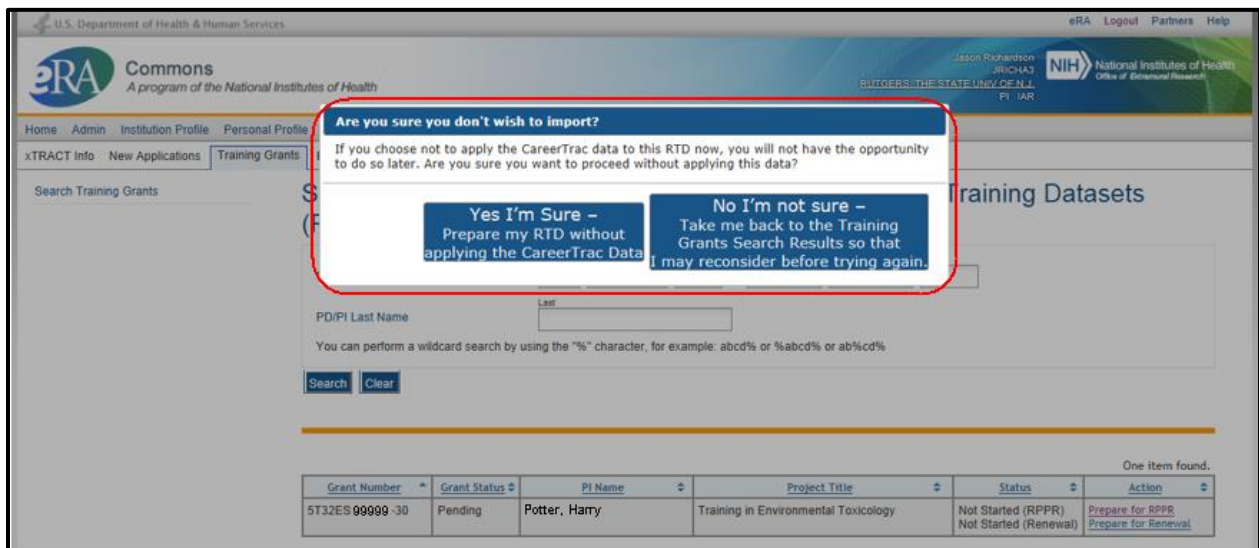 U.S. Department of Health & Human Services
eRA Logout Partners Help
eRA
Commons
A program of the National Institutes of Health
Jason Richardson
JRICHA3
RUTGERS, THE STATE UNIV OF N.J.
PI IAR
NIH National Institutes of Health
Office of Extramural Research
Home Admin Institution Profile Personal Profile
xTRACT Info New Applications Training Grants
Search Training Grants
Training Datasets
Are you sure you don't wish to import?
If you choose not to apply the CareerTrac data to this RTD now, you will not have the opportunity
to do so later. Are you sure you want to proceed without applying this data?
Yes I'm Sure –
Prepare my RTD without
applying the CareerTrac Data
No I'm not sure –
Take me back to the Training
Grants Search Results so that
I may reconsider before trying again.
Last
PD/PI Last Name
You can perform a wildcard search by using the "%" character, for example: abcd% or %abcd% or ab%cd%
Search Clear
One item found.
Grant Number Grant Status PI Name Project Title Status Action
5T32ES 99999 -30 Pending Potter, Harry Training in Environmental Toxicology Not Started (RPPR) Prepare for RPPR
Not Started (Renewal) Prepare for Renewal